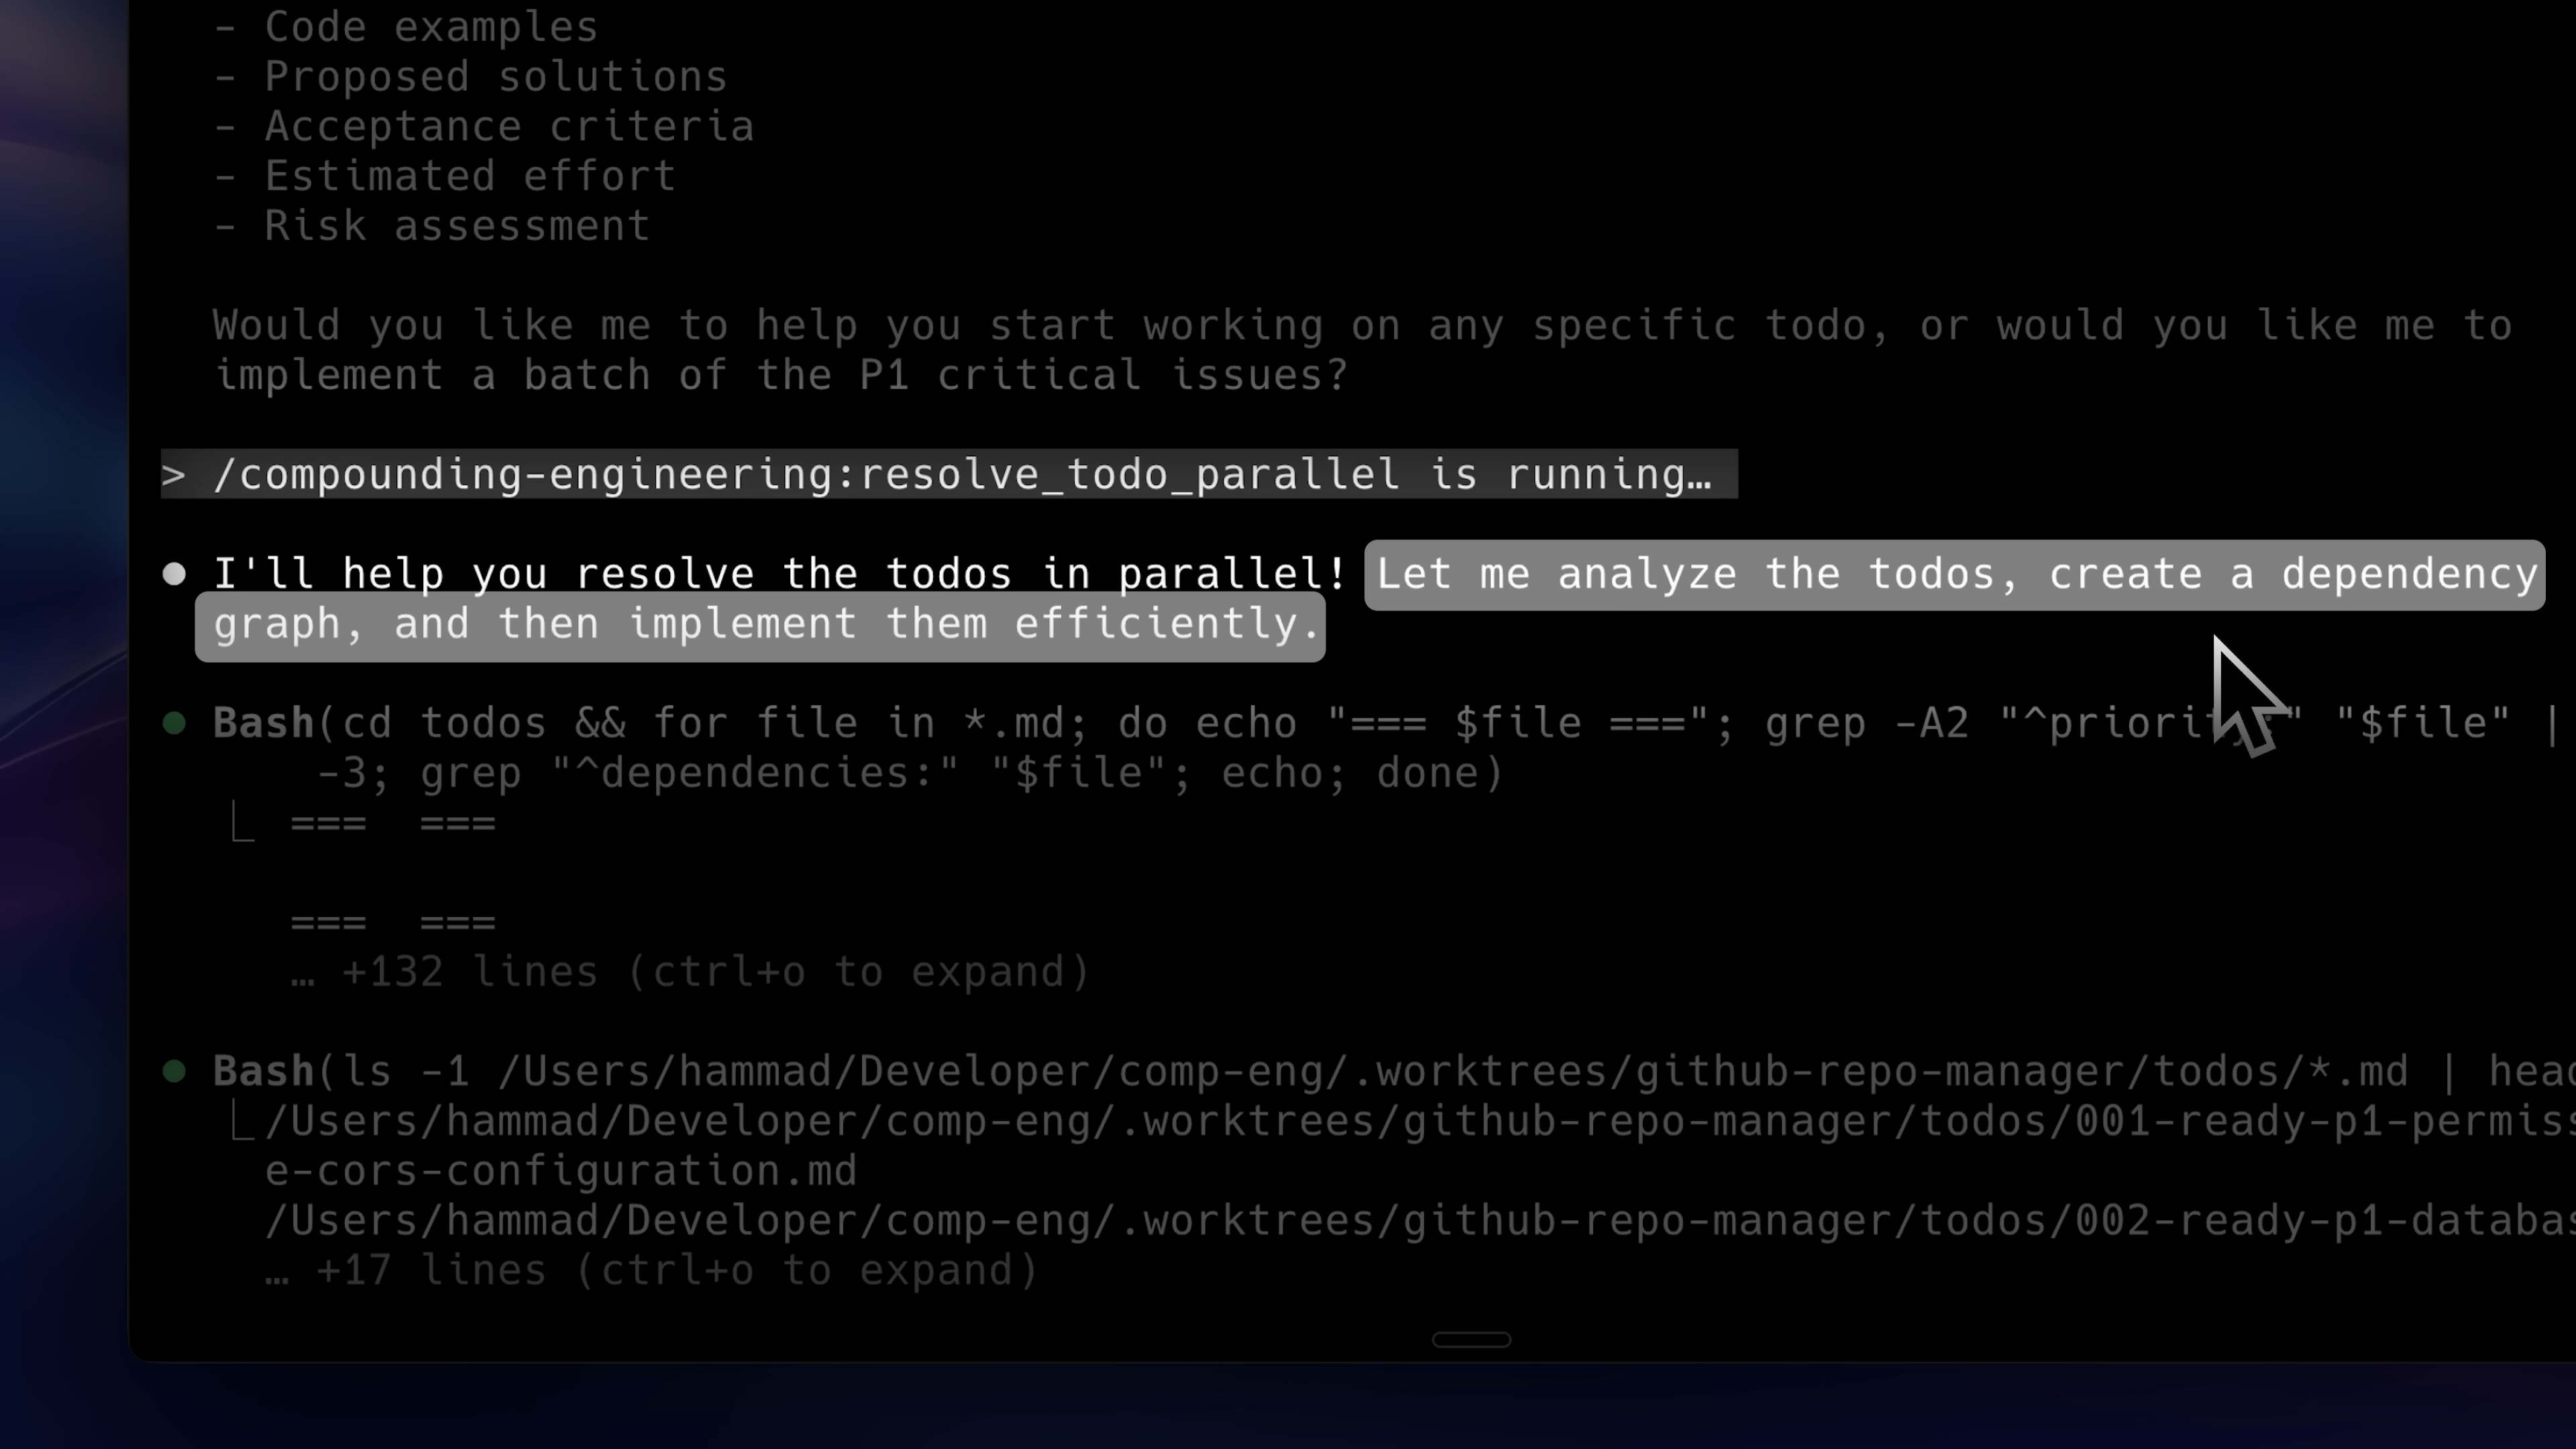 - Code examples
- Proposed solutions
- Acceptance criteria
- Estimated effort
- Risk assessment
Would you like me to help you start working on any specific todo, or would you like me to
implement a batch of the P1 critical issues?
> /compounding-engineering:resolve_todo_parallel is running…
● I'll help you resolve the todos in parallel! Let me analyze the todos, create a dependency
graph, and then implement them efficiently.
● Bash(cd todos && for file in *.md; do echo "=== $file ==="; grep -A2 "^priority:" "$file" |
-3; grep "^dependencies:" "$file"; echo; done)
⎿ === ===
=== ===
… +132 lines (ctrl+o to expand)
● Bash(ls -1 /Users/hammad/Developer/comp-eng/.worktrees/github-repo-manager/todos/*.md | head
⎿ /Users/hammad/Developer/comp-eng/.worktrees/github-repo-manager/todos/001-ready-p1-permiss
e-cors-configuration.md
/Users/hammad/Developer/comp-eng/.worktrees/github-repo-manager/todos/002-ready-p1-databas
… +17 lines (ctrl+o to expand)